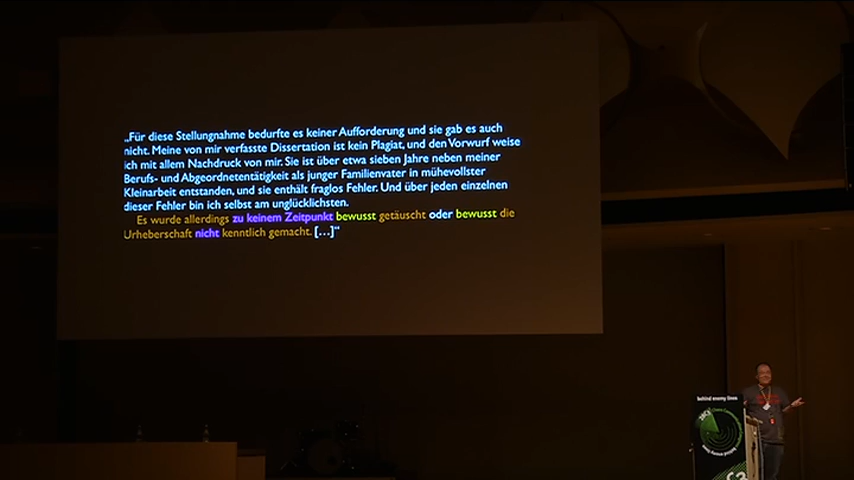 „Für diese Stellungnahme bedurfte es keiner Aufforderung und sie gab es auch
nicht. Meine von mir verfasste Dissertation ist kein Plagiat, und den Vorwurf weise
ich mit allem Nachdruck von mir. Sie ist über etwa sieben Jahre neben meiner
Berufs- und Abgeordnetentätigkeit als junger Familienvater in mühevollster
Kleinarbeit entstanden, und sie enthält fraglos Fehler. Und über jeden einzelnen
dieser Fehler bin ich selbst am unglücklichsten.
Es wurde allerdings zu keinem Zeitpunkt bewusst getäuscht oder bewusst die
Urheberschaft nicht kenntlich gemacht. [...]“
behind enemy lines